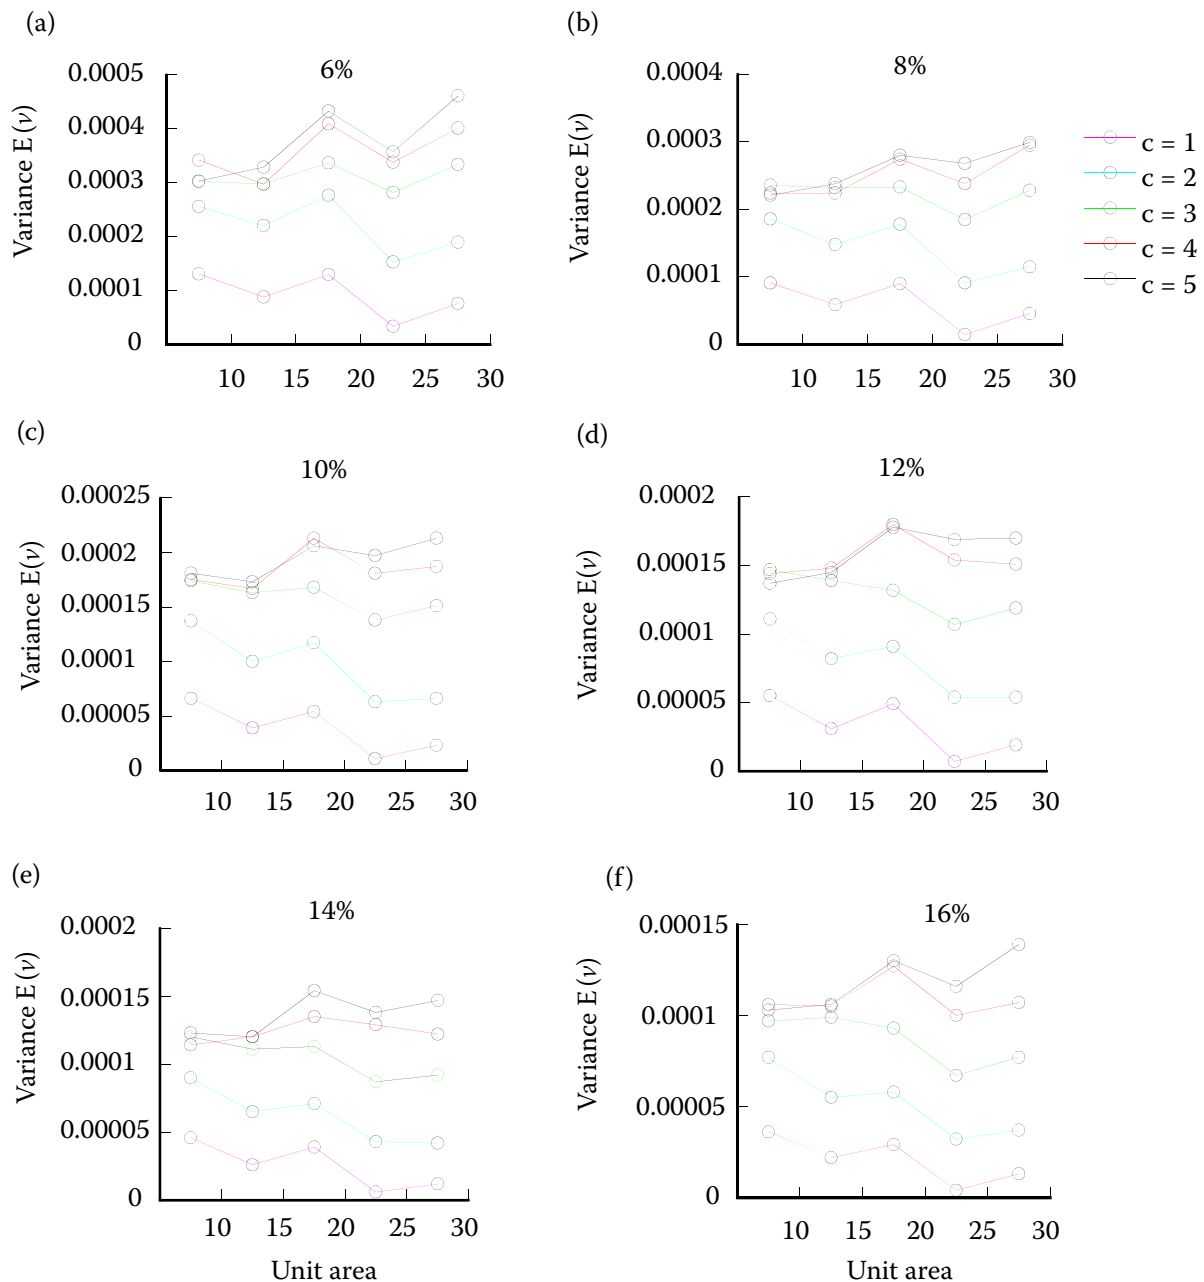 (a)
6%
0.0005
0.0004
0.0003
0.0002
0.0001
0
Variance E(v)
10 15 20 25 30
(b)
8%
0.0004
0.0003
0.0002
0.0001
0
Variance E(v)
10 15 20 25 30
c = 1
c = 2
c = 3
c = 4
c = 5
(c)
10%
0.00025
0.0002
0.00015
0.0001
0.00005
0
Variance E(v)
10 15 20 25 30
(d)
12%
0.0002
0.00015
0.0001
0.00005
0
Variance E(v)
10 15 20 25 30
(e)
14%
0.0002
0.00015
0.0001
0.00005
0
Variance E(v)
10 15 20 25 30
Unit area
(f)
16%
0.00015
0.0001
0.00005
0
Variance E(v)
10 15 20 25 30
Unit area